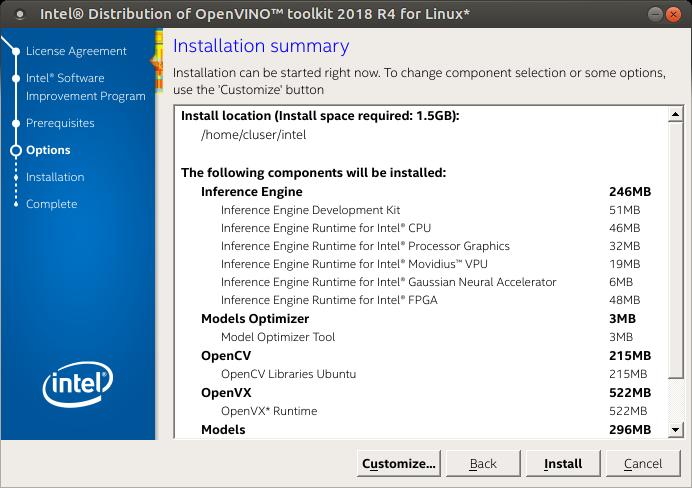 Intel® Distribution of OpenVINO™ toolkit 2018 R4 for Linux*
License Agreement
Intel® Software
Improvement Program
Prerequisites
Options
Installation
Complete
intel®
Installation summary
Installation can be started right now. To change component selection or some options,
use the 'Customize' button
Install location (Install space required: 1.5GB):
/home/cluser/intel
The following components will be installed:
Inference Engine 246MB
Inference Engine Development Kit 51MB
Inference Engine Runtime for Intel® CPU 46MB
Inference Engine Runtime for Intel® Processor Graphics 32MB
Inference Engine Runtime for Intel® Movidius™ VPU 19MB
Inference Engine Runtime for Intel® Gaussian Neural Accelerator 6MB
Inference Engine Runtime for Intel® FPGA 48MB
Models Optimizer 3MB
Model Optimizer Tool 3MB
OpenCV 215MB
OpenCV Libraries Ubuntu 215MB
OpenVX 522MB
OpenVX* Runtime 522MB
Models 296MB
Customize... Back Install Cancel